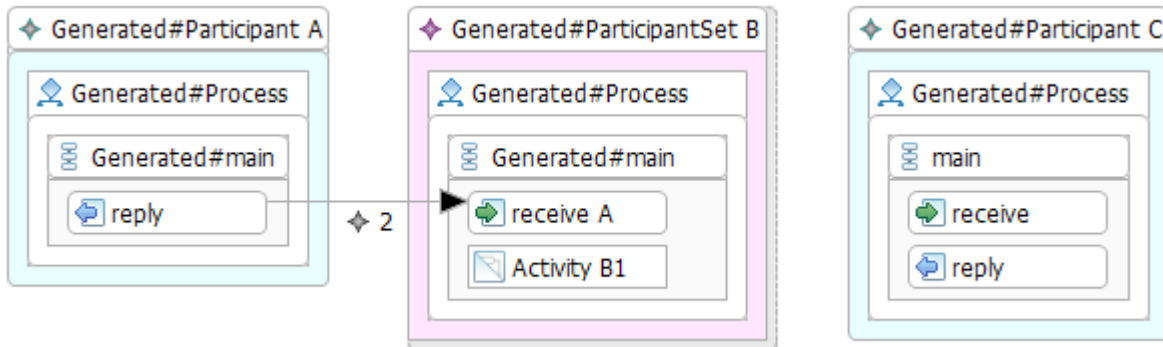 Generated#Participant A
Generated#Process
Generated#main
reply
2
Generated#ParticipantSet B
Generated#Process
Generated#main
receive A
Activity B1
Generated#Participant C
Generated#Process
main
receive
reply